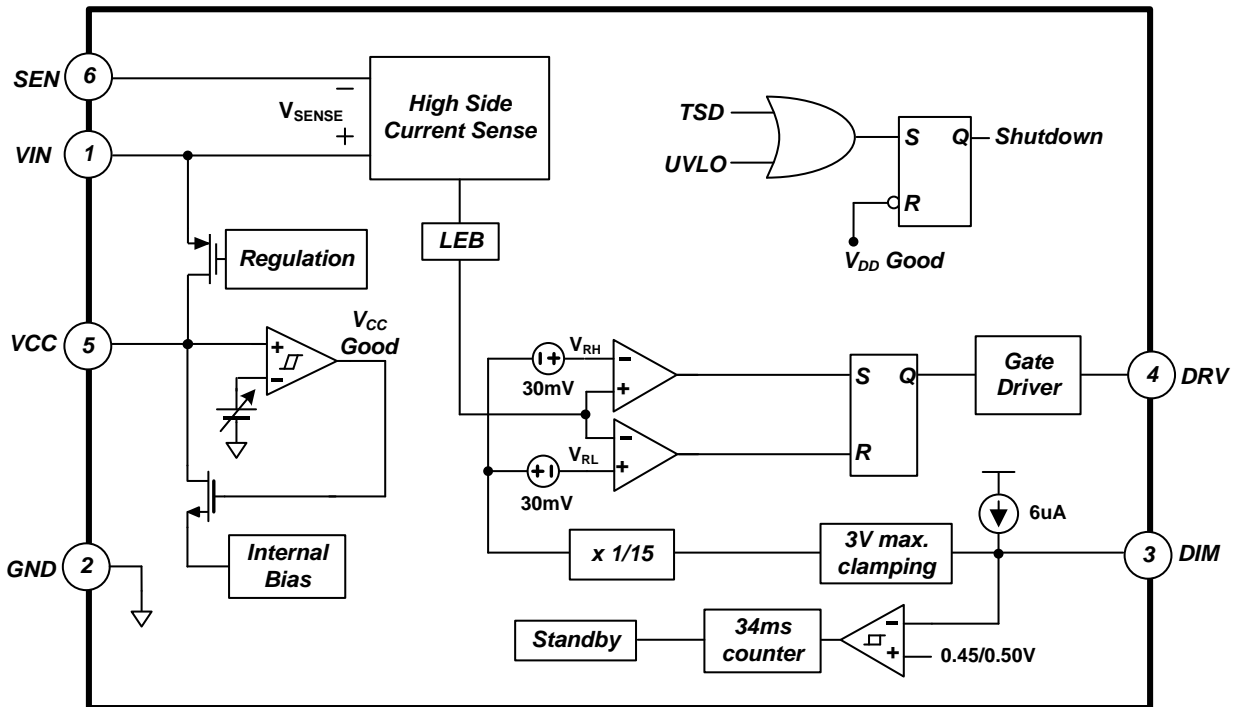 SEN
6
VSENSE
−
+
High Side
Current Sense
VIN
1
TSD
UVLO
S
Q
Shutdown
R
VDD Good
LEB
Regulation
VCC
5
VCC
Good
+
−
VRH
30mV
−
+
S
Q
R
Gate
Driver
4
DRV
VRL
30mV
−
+
6uA
GND
2
Internal
Bias
x 1/15
3V max.
clamping
3
DIM
Standby
34ms
counter
−
+
0.45/0.50V